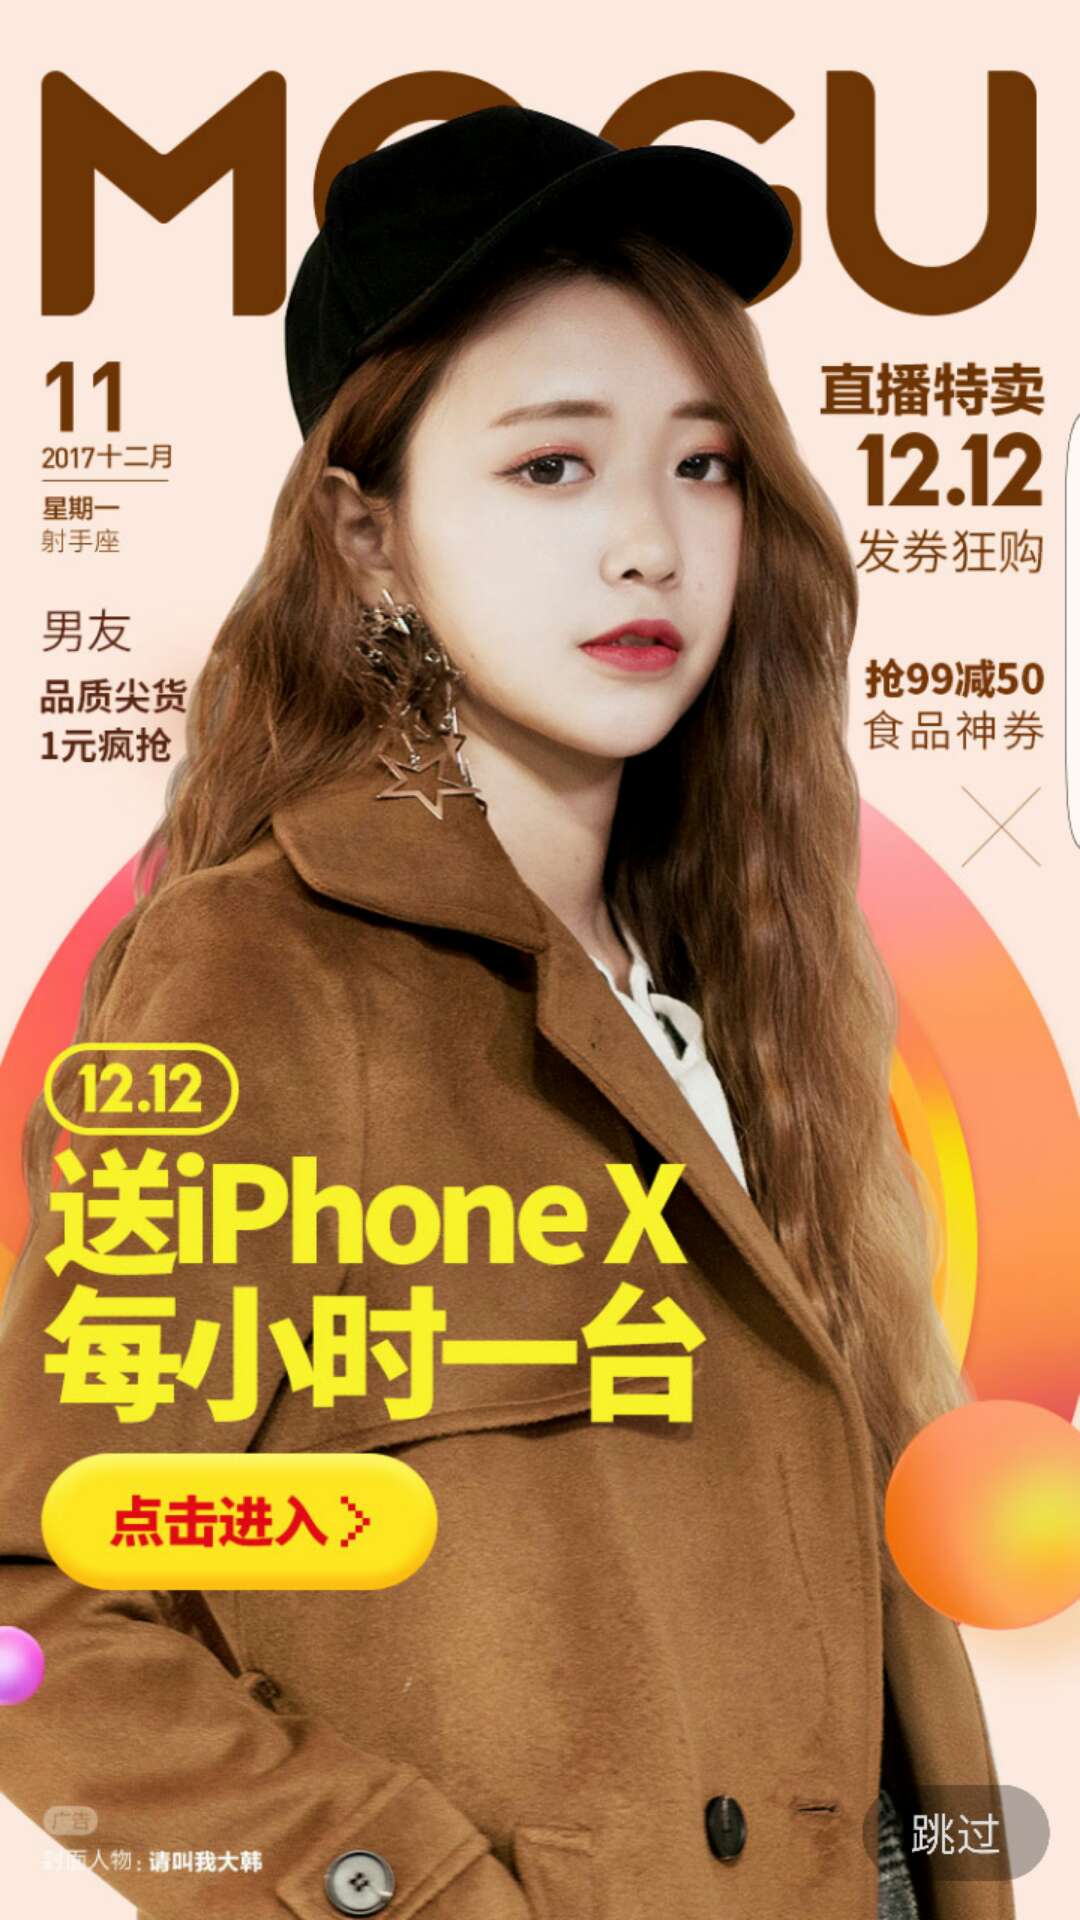 MOGU
11
2017十二月
星期一
射手座
男友
品质尖货
1元疯抢
直播特卖
12.12
发券狂购
抢99减50
食品神券
12.12
送iPhone X
每小时一台
点击进入
广告
封面人物:请叫我大韩
跳过